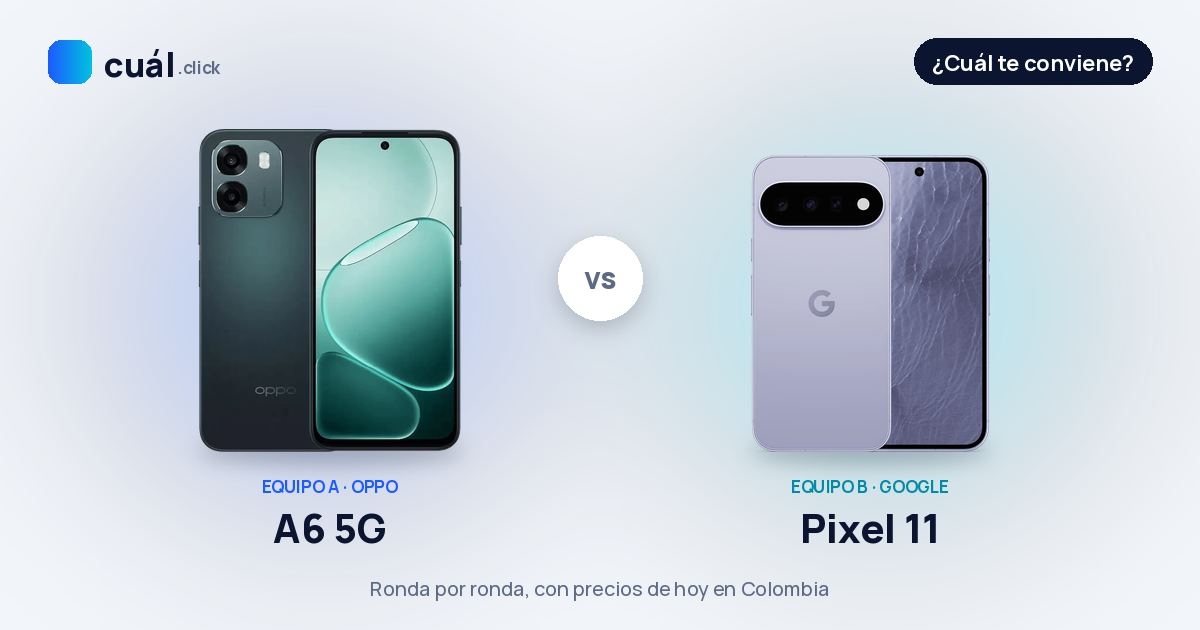 cuál.click
¿Cuál te conviene?
oppo
G
VS
EQUIPO A · OPPO
EQUIPO B · GOOGLE
A6 5G
Pixel 11
Ronda por ronda, con precios de hoy en Colombia